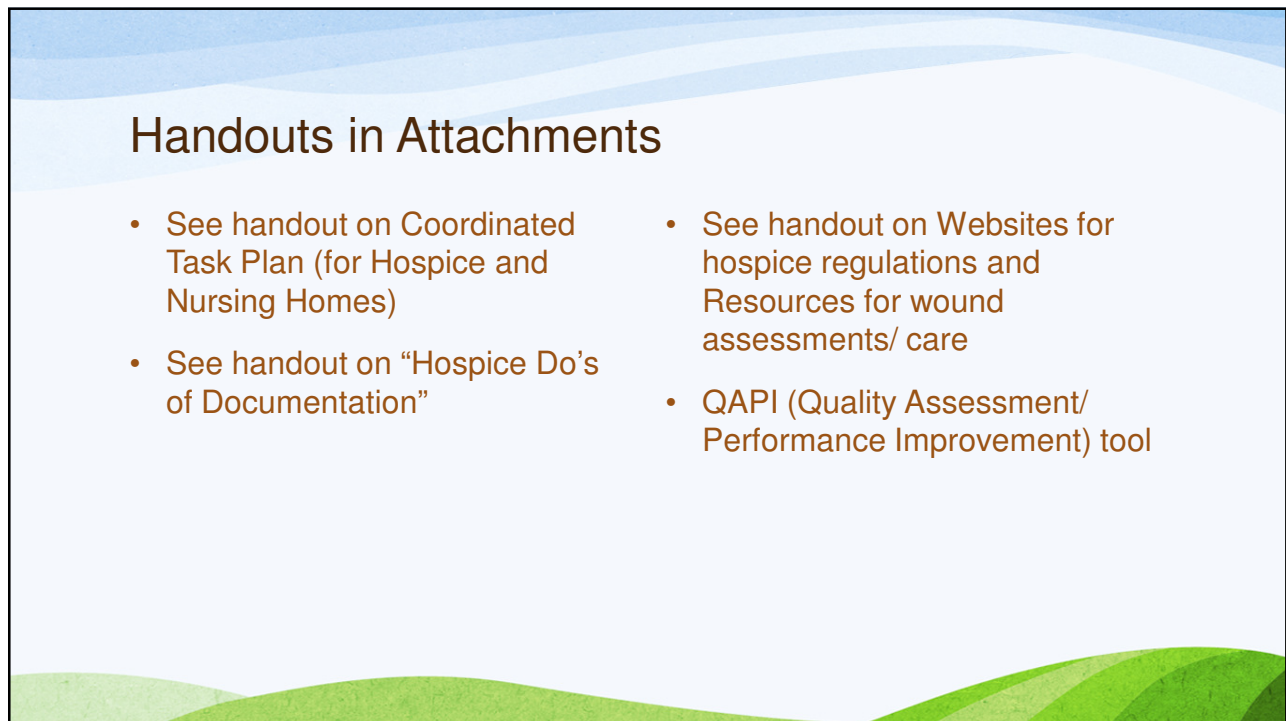 Handouts in Attachments
• See handout on Coordinated
Task Plan (for Hospice and
Nursing Homes)
• See handout on “Hospice Do’s
of Documentation”
• See handout on Websites for
hospice regulations and
Resources for wound
assessments/ care
• QAPI (Quality Assessment/
Performance Improvement) tool